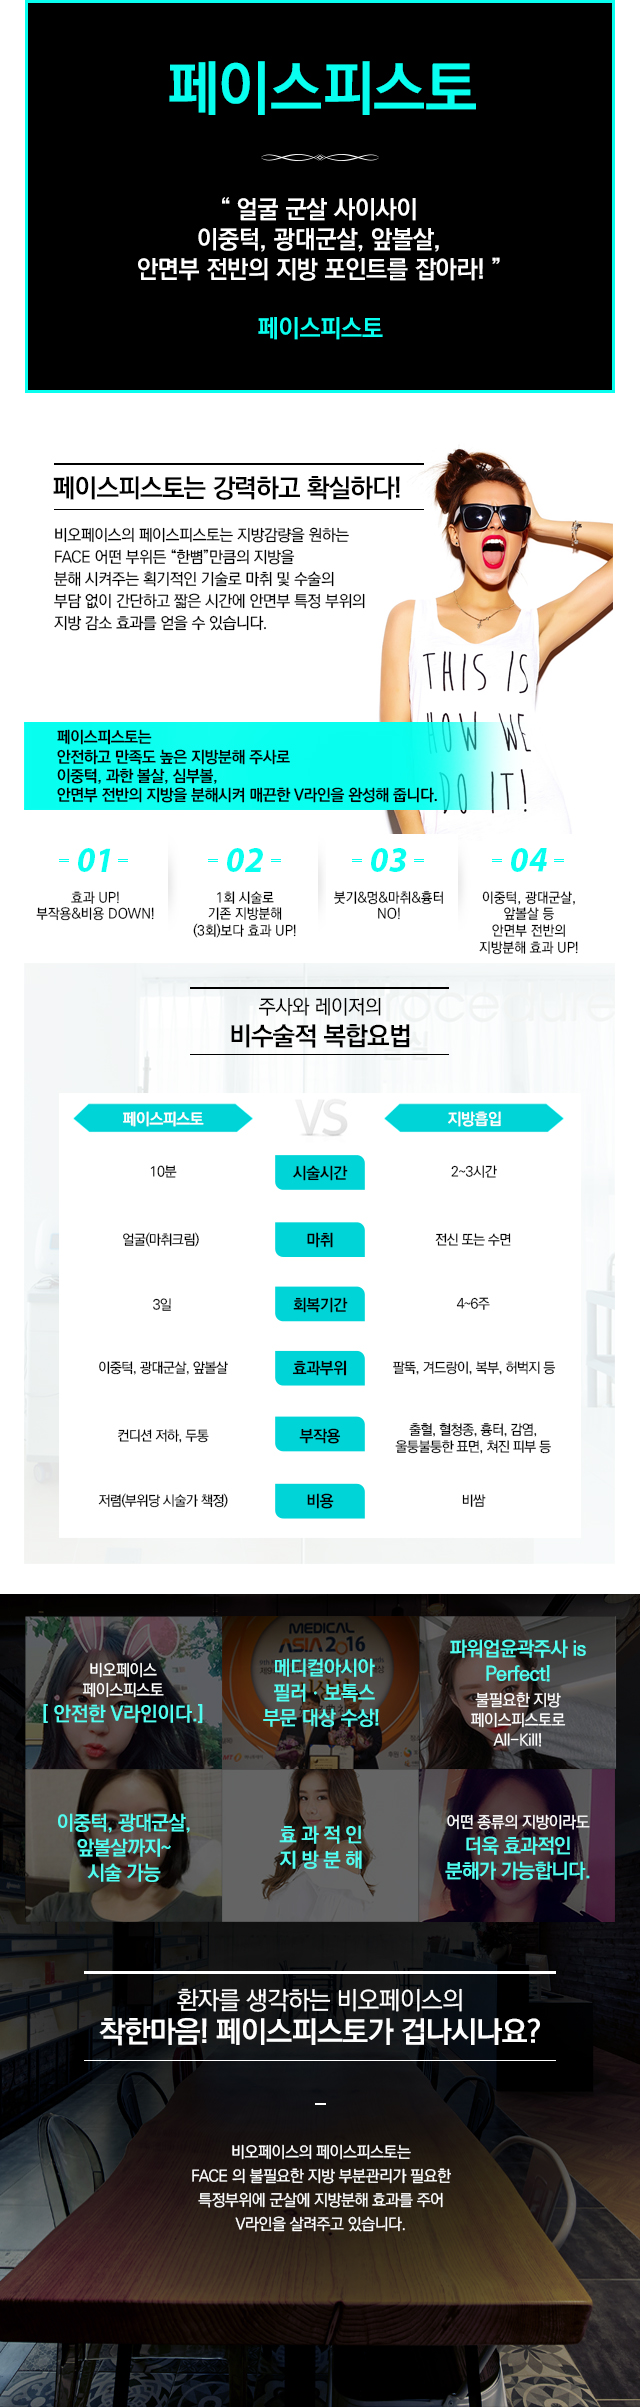 페이스피스토
“ 얼굴 군살 사이사이
이중턱, 광대군살, 앞볼살,
안면부 전반의 지방 포인트를 잡아라! ”
페이스피스토
페이스피스토는 강력하고 확실하다!
비오페이스의 페이스피스토는 지방감량을 원하는
FACE 어떤 부위든 “한뼘”만큼의 지방을
분해 시켜주는 획기적인 기술로 마취 및 수술의
부담 없이 간단하고 짧은 시간에 안면부 특정 부위의
지방 감소 효과를 얻을 수 있습니다.
THIS IS
HOW WE
DO IT!
페이스피스토는
안전하고 만족도 높은 지방분해 주사로
이중턱, 과한 볼살, 심부볼,
안면부 전반의 지방을 분해시켜 매끈한 V라인을 완성해 줍니다.
01
효과 UP!
부작용&비용 DOWN!
02
1회 시술로
기존 지방분해
(3회)보다 효과 UP!
03
붓기&멍&마취&흉터
NO!
04
이중턱, 광대군살,
앞볼살 등
안면부 전반의
지방분해 효과 UP!
주사와 레이저의
비수술적 복합요법
페이스피스토 VS 지방흡입
10분 시술시간 2~3시간
얼굴(마취크림) 마취 전신 또는 수면
3일 회복기간 4~6주
이중턱, 광대군살, 앞볼살 효과부위 팔뚝, 겨드랑이, 복부, 허벅지 등
컨디션 저하, 두통 부작용 출혈, 혈청종, 흉터, 감염,
울퉁불퉁한 표면, 쳐진 피부 등
저렴(부위당 시술가 책정) 비용 비쌈
비오페이스
페이스피스토
[ 안전한 V라인이다.]
MEDICAL
ASIA 2016
메디컬아시아
필러 · 보톡스
부문 대상 수상!
파워업윤곽주사 is
Perfect!
불필요한 지방
페이스피스토로
All-Kill!
이중턱, 광대군살,
앞볼살까지~
시술 가능
효과적인
지방분해
어떤 종류의 지방이라도
더욱 효과적인
분해가 가능합니다.
환자를 생각하는 비오페이스의
착한마음! 페이스피스토가 겁나시나요?
비오페이스의 페이스피스토는
FACE 의 불필요한 지방 부분관리가 필요한
특정부위에 군살에 지방분해 효과를 주어
V라인을 살려주고 있습니다.